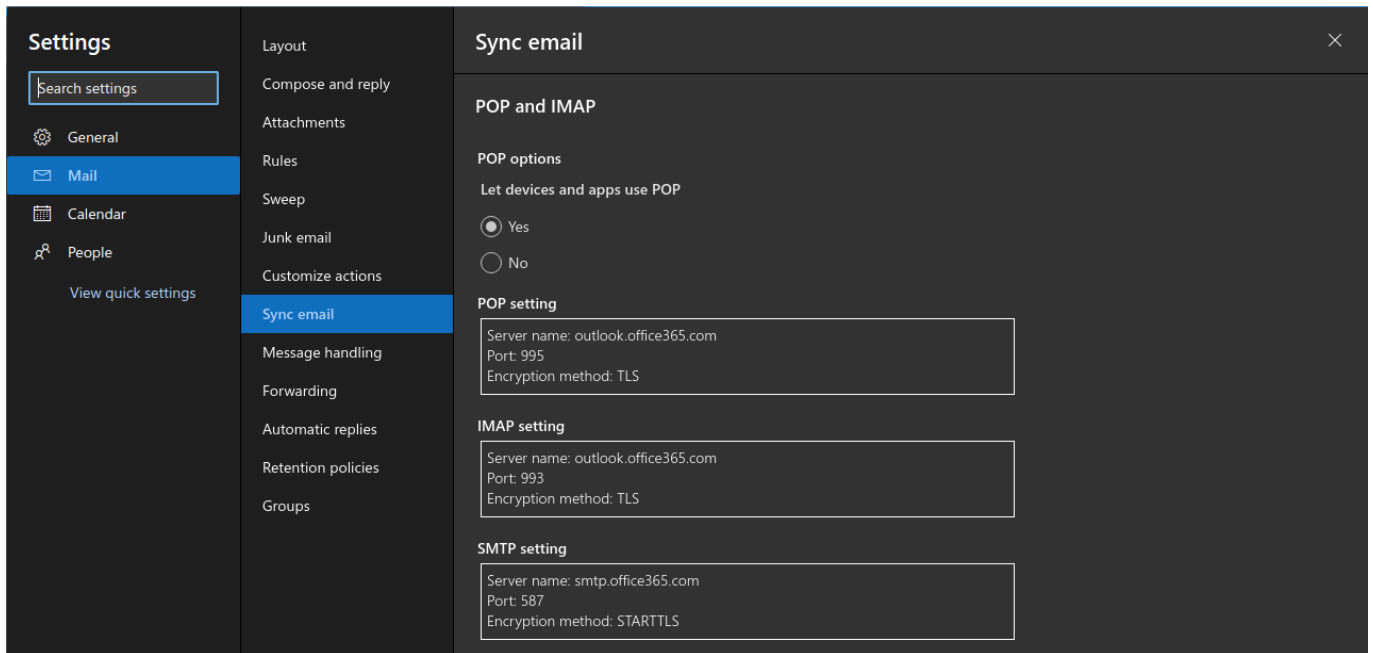 Settings
Search settings
General
Mail
Calendar
People
View quick settings
Layout
Compose and reply
Attachments
Rules
Sweep
Junk email
Customize actions
Sync email
Message handling
Forwarding
Automatic replies
Retention policies
Groups
Sync email
POP and IMAP
POP options
Let devices and apps use POP
Yes
No
POP setting
Server name: outlook.office365.com
Port: 995
Encryption method: TLS
IMAP setting
Server name: outlook.office365.com
Port: 993
Encryption method: TLS
SMTP setting
Server name: smtp.office365.com
Port: 587
Encryption method: STARTTLS